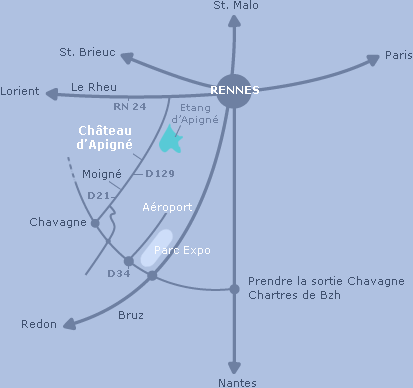 St. Malo
St. Brieuc
Paris
Le Rheu
Lorient
RENNES
RN 24
Etang
d'Apigné
Château
d'Apigné
Moigné
D129
D21
Aéroport
Chavagne
Parc Expo
D34
Prendre la sortie Chavagne
Chartres de Bzh
Bruz
Redon
Nantes